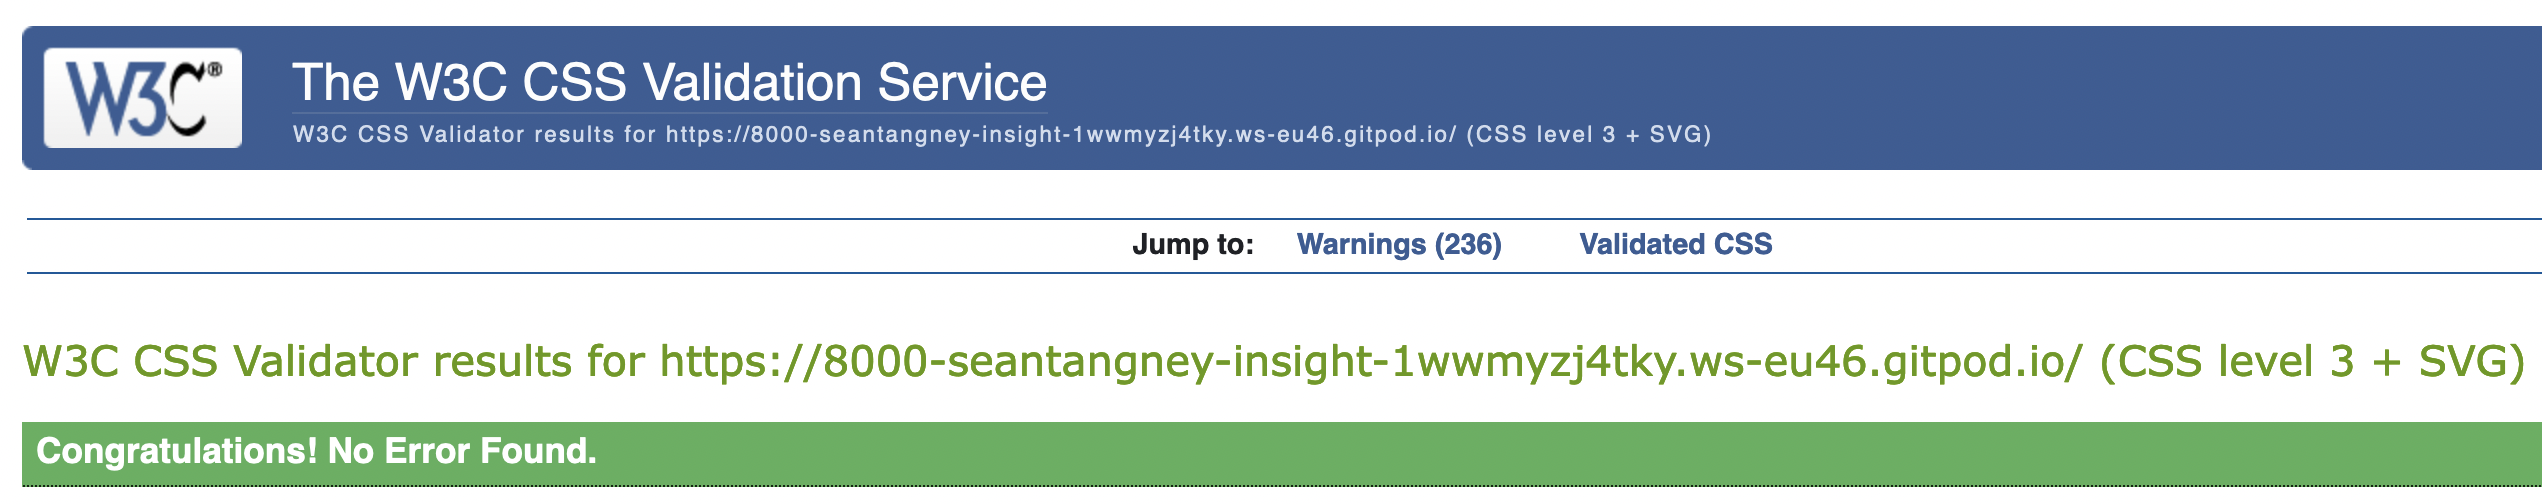 W3C®
The W3C CSS Validation Service
W3C CSS Validator results for https://8000-seantangney-insight-1wwmyzj4tky.ws-eu46.gitpod.io/ (CSS level 3 + SVG)
Jump to: Warnings (236) Validated CSS
W3C CSS Validator results for https://8000-seantangney-insight-1wwmyzj4tky.ws-eu46.gitpod.io/ (CSS level 3 + SVG)
Congratulations! No Error Found.